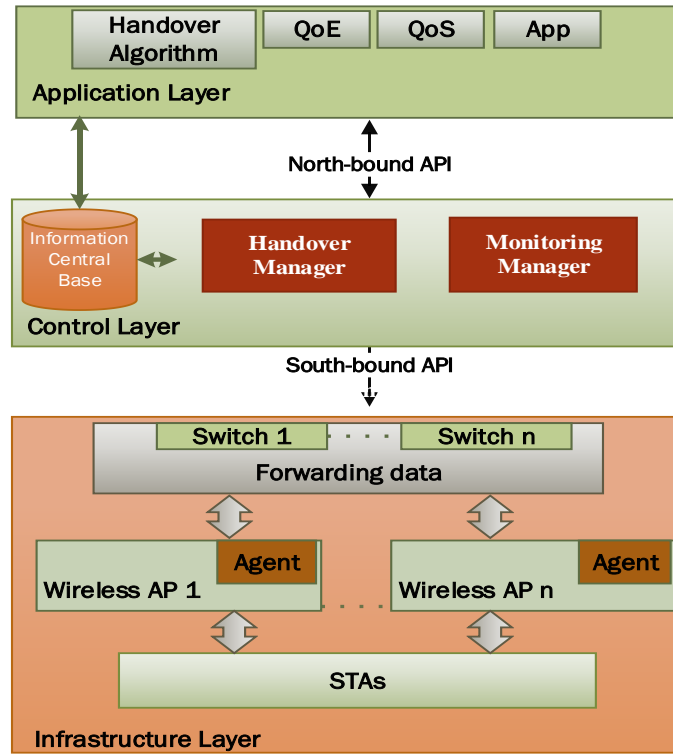 Handover
Algorithm
QoE
QoS
App
Application Layer
North-bound API
Information
Central
Base
Handover
Manager
Monitoring
Manager
Control Layer
South-bound API
Switch 1
. . . .
Switch n
Forwarding data
Agent
Wireless AP 1
. . . .
Agent
Wireless AP n
STAs
Infrastructure Layer